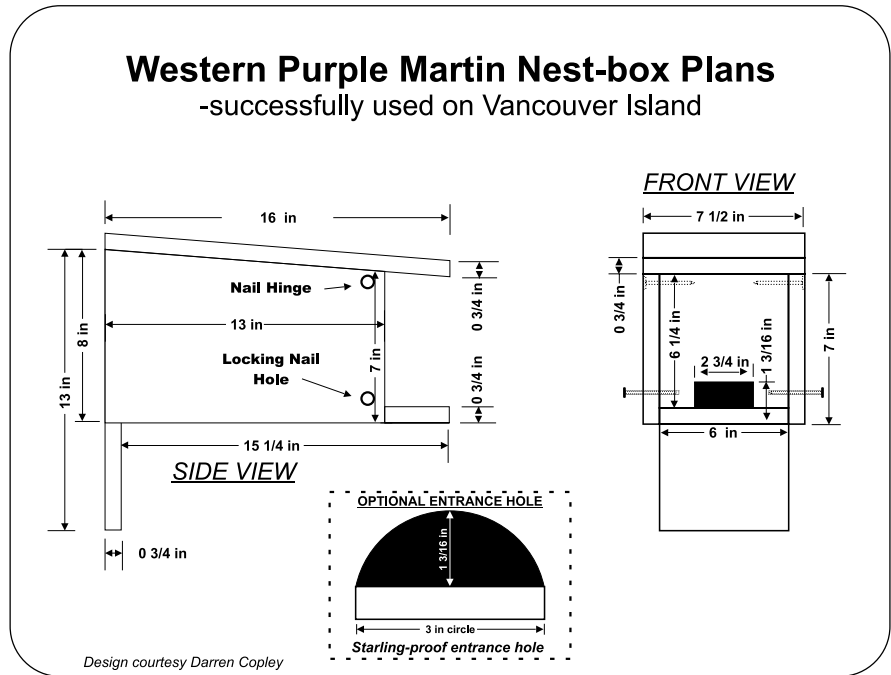 Western Purple Martin Nest-box Plans
-successfully used on Vancouver Island
FRONT VIEW
16 in
7 1/2 in
Nail Hinge
13 in
Locking Nail
Hole
8 in
13 in
7 in
0 3/4 in
0 3/4 in
15 1/4 in
SIDE VIEW
0 3/4 in
0 3/4 in
6 1/4 in
2 3/4 in
1 3/16 in
7 in
6 in
OPTIONAL ENTRANCE HOLE
1 3/16 in
3 in circle
Starling-proof entrance hole
Design courtesy Darren Copley